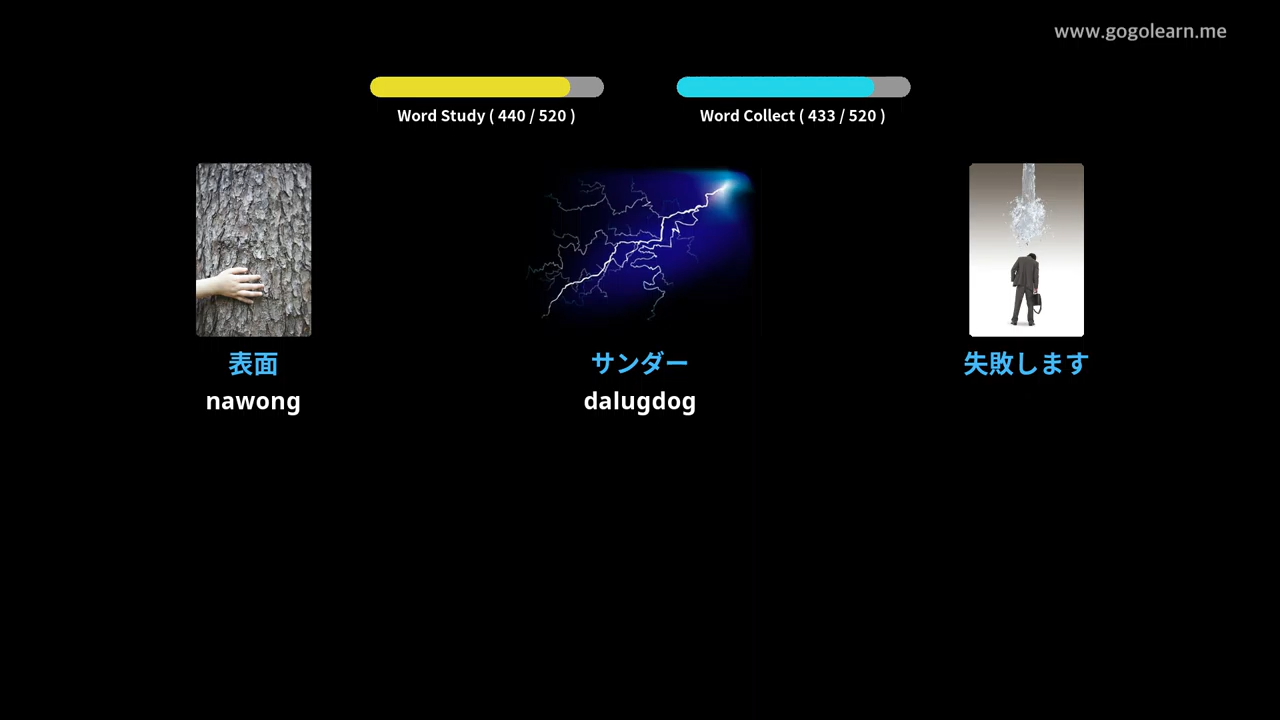 www.gogolearn.me
Word Study ( 440 / 520 )
Word Collect ( 433 / 520 )
表面
サンダー
失敗します
nawong
dalugdog